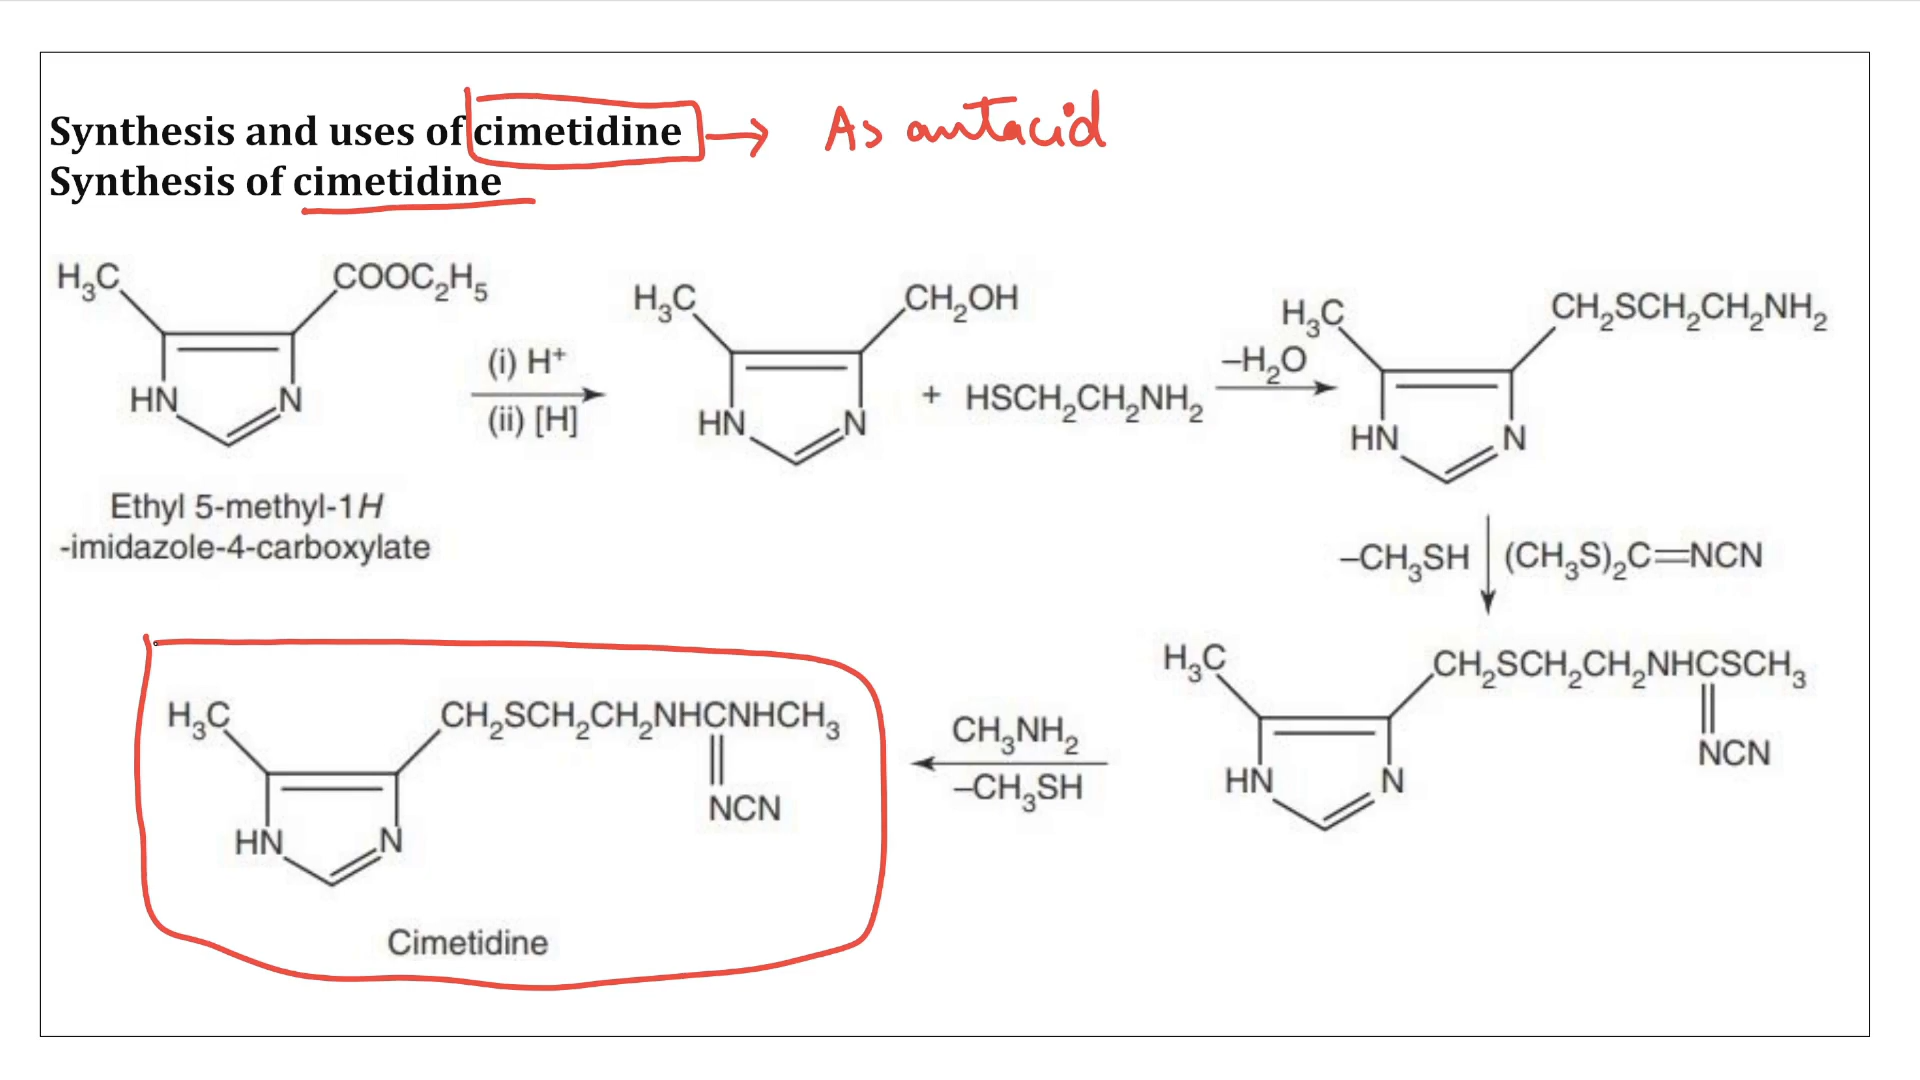 Synthesis and uses of cimetidine → As antacid
Synthesis of cimetidine
H₃C COOC₂H₅
HN N
Ethyl 5-methyl-1H
-imidazole-4-carboxylate
(i) H⁺
(ii) [H]
H₃C CH₂OH
HN N
+ HSCH₂CH₂NH₂
–H₂O
H₃C CH₂SCH₂CH₂NH₂
HN N
–CH₃SH (CH₃S)₂C=NCN
H₃C CH₂SCH₂CH₂NHCSCH₃
NCN
HN N
CH₃NH₂
–CH₃SH
H₃C CH₂SCH₂CH₂NHCNHCH₃
NCN
HN N
Cimetidine